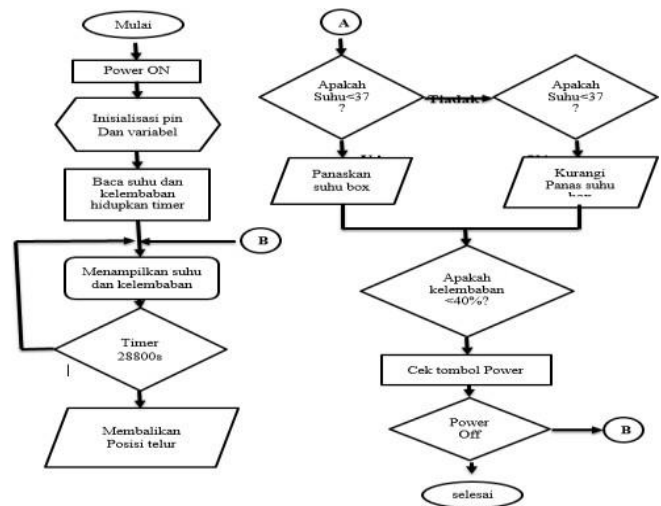 Mulai
Power ON
Inisialisasi pin
Dan variabel
Baca suhu dan
kelembaban
hidupkan timer
B
Menampilkan suhu
dan kelembaban
Timer
28800s
Membalikan
Posisi telur
A
Apakah
Suhu<37
?
Tiadak
Apakah
Suhu<37
?
Panaskan
suhu box
Kurangi
Panas suhu
Apakah
kelembaban
<40%?
Cek tombol Power
Power
Off
B
selesai